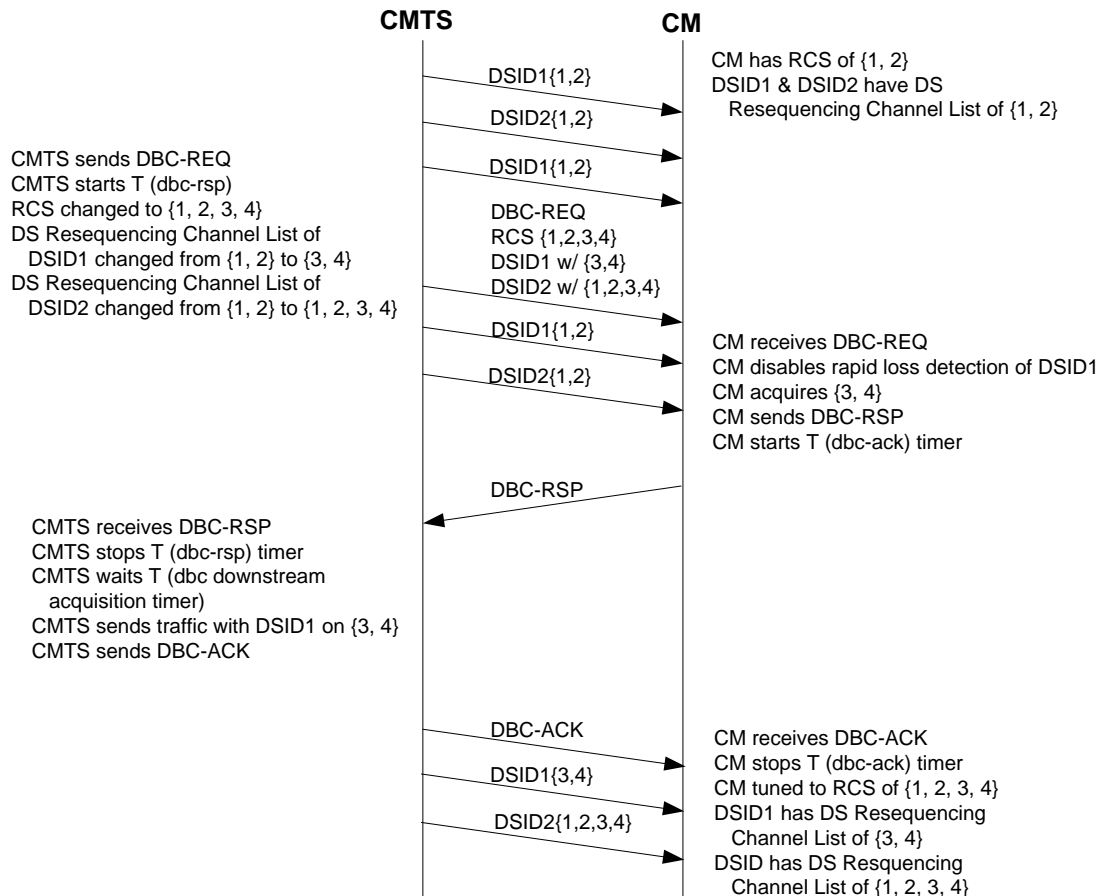 CMTS
CM
DSID1{1,2}
CM has RCS of {1, 2}
DSID1 & DSID2 have DS
Resequencing Channel List of {1, 2}
DSID2{1,2}
DSID1{1,2}
CMTS sends DBC-REQ
CMTS starts T (dbc-rsp)
RCS changed to {1, 2, 3, 4}
DS Resequencing Channel List of
DSID1 changed from {1, 2} to {3, 4}
DS Resequencing Channel List of
DSID2 changed from {1, 2} to {1, 2, 3, 4}
DBC-REQ
RCS {1,2,3,4}
DSID1 w/ {3,4}
DSID2 w/ {1,2,3,4}
DSID1{1,2}
DSID2{1,2}
CM receives DBC-REQ
CM disables rapid loss detection of DSID1
CM acquires {3, 4}
CM sends DBC-RSP
CM starts T (dbc-ack) timer
DBC-RSP
CMTS receives DBC-RSP
CMTS stops T (dbc-rsp) timer
CMTS waits T (dbc downstream
acquisition timer)
CMTS sends traffic with DSID1 on {3, 4}
CMTS sends DBC-ACK
DBC-ACK
DSID1{3,4}
DSID2{1,2,3,4}
CM receives DBC-ACK
CM stops T (dbc-ack) timer
CM tuned to RCS of {1, 2, 3, 4}
DSID1 has DS Resequencing
Channel List of {3, 4}
DSID has DS Resquencing
Channel List of {1, 2, 3, 4}